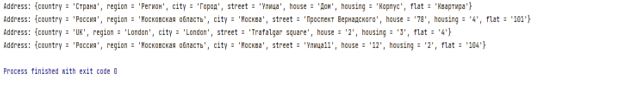 Address: {country = 'Страна', region = 'Регион', city = 'Город', street = 'Улица', house = 'Дом', housing = 'Корпус', flat = 'Квартира'}
Address: {country = 'Россия', region = 'Московская область', city = 'Москва', street = 'Проспект Вернадского', house = '78', housing = '4', flat = '101'}
Address: {country = 'UK', region = 'London', city = 'London', street = 'Trafalgar square', house = '2', housing = '3', flat = '4'}
Address: {country = 'Россия', region = 'Московская область', city = 'Москва', street = 'Улица11', house = '12', housing = '2', flat = '104'}
Process finished with exit code 0